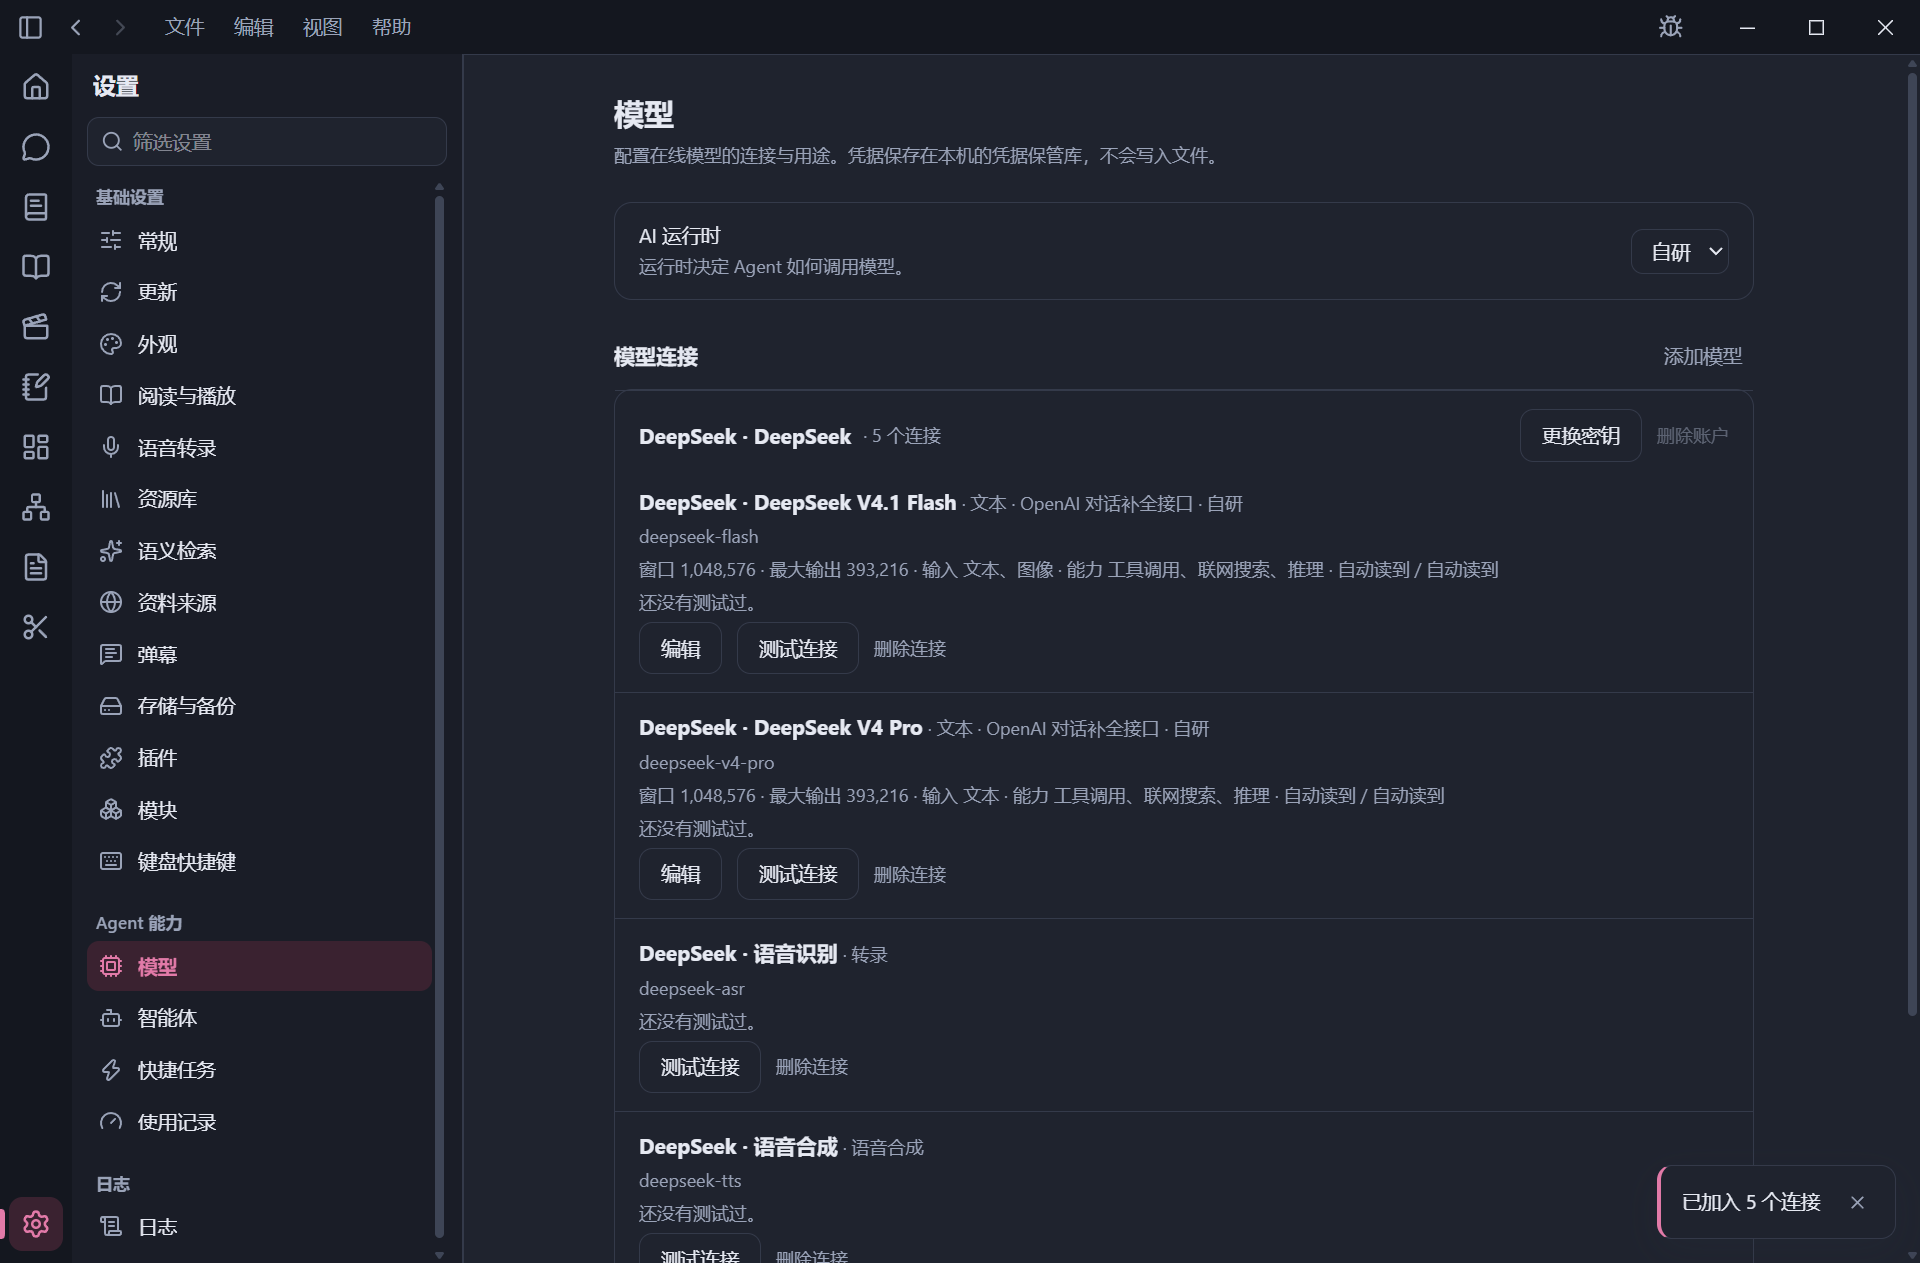 文件 编辑 视图 帮助
设置
筛选设置
基础设置
常规
更新
外观
阅读与播放
语音转录
资源库
语义检索
资料来源
弹幕
存储与备份
插件
模块
键盘快捷键
Agent 能力
模型
智能体
快捷任务
使用记录
日志
日志
模型
配置在线模型的连接与用途。凭据保存在本机的凭据保管库，不会写入文件。
AI 运行时
运行时决定 Agent 如何调用模型。
自研
模型连接
添加模型
DeepSeek · DeepSeek · 5 个连接
更换密钥 删除账户
DeepSeek · DeepSeek V4.1 Flash · 文本 · OpenAI 对话补全接口 · 自研
deepseek-flash
窗口 1,048,576 · 最大输出 393,216 · 输入 文本、图像 · 能力 工具调用、联网搜索、推理 · 自动读到 / 自动读到
还没有测试过。
编辑 测试连接 删除连接
DeepSeek · DeepSeek V4 Pro · 文本 · OpenAI 对话补全接口 · 自研
deepseek-v4-pro
窗口 1,048,576 · 最大输出 393,216 · 输入 文本 · 能力 工具调用、联网搜索、推理 · 自动读到 / 自动读到
还没有测试过。
编辑 测试连接 删除连接
DeepSeek · 语音识别 · 转录
deepseek-asr
还没有测试过。
测试连接 删除连接
DeepSeek · 语音合成 · 语音合成
deepseek-tts
还没有测试过。
测试连接 删除连接
已加入 5 个连接